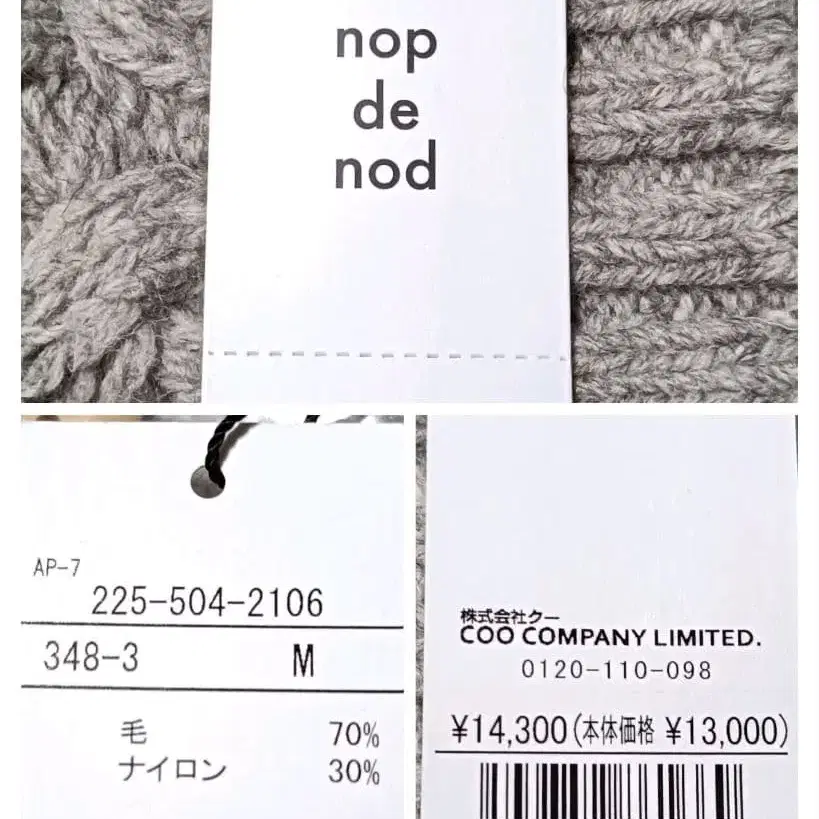 nop
de
nod
AP-7
225-504-2106
348-3 M
毛 70%
ナイロン 30%
株式会社クー
COO COMPANY LIMITED.
0120-110-098
¥14,300(本体価格 ¥13,000)